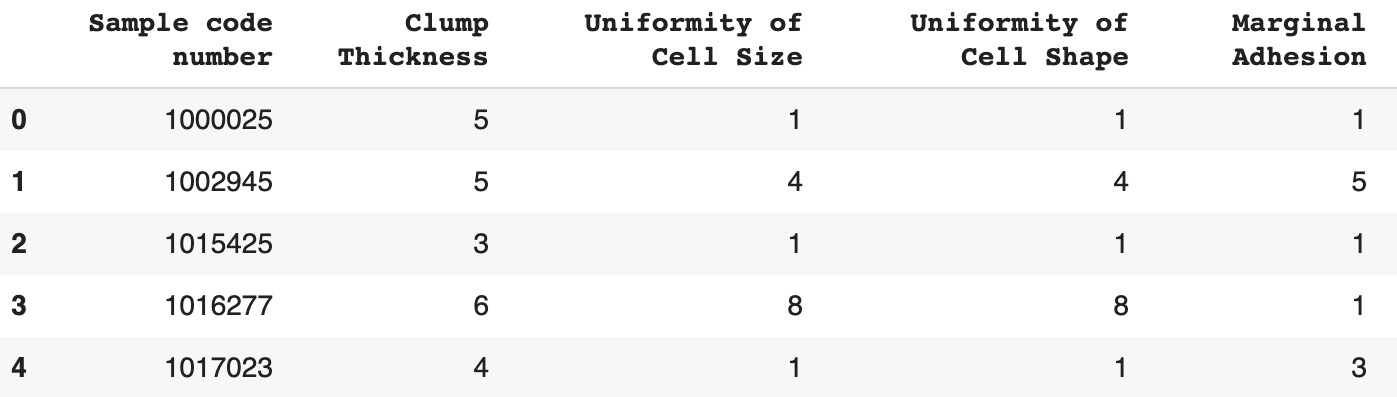 Sample code Clump Uniformity of Uniformity of Marginal
number Thickness Cell Size Cell Shape Adhesion
0 1000025 5 1 1 1
1 1002945 5 4 4 5
2 1015425 3 1 1 1
3 1016277 6 8 8 1
4 1017023 4 1 1 3